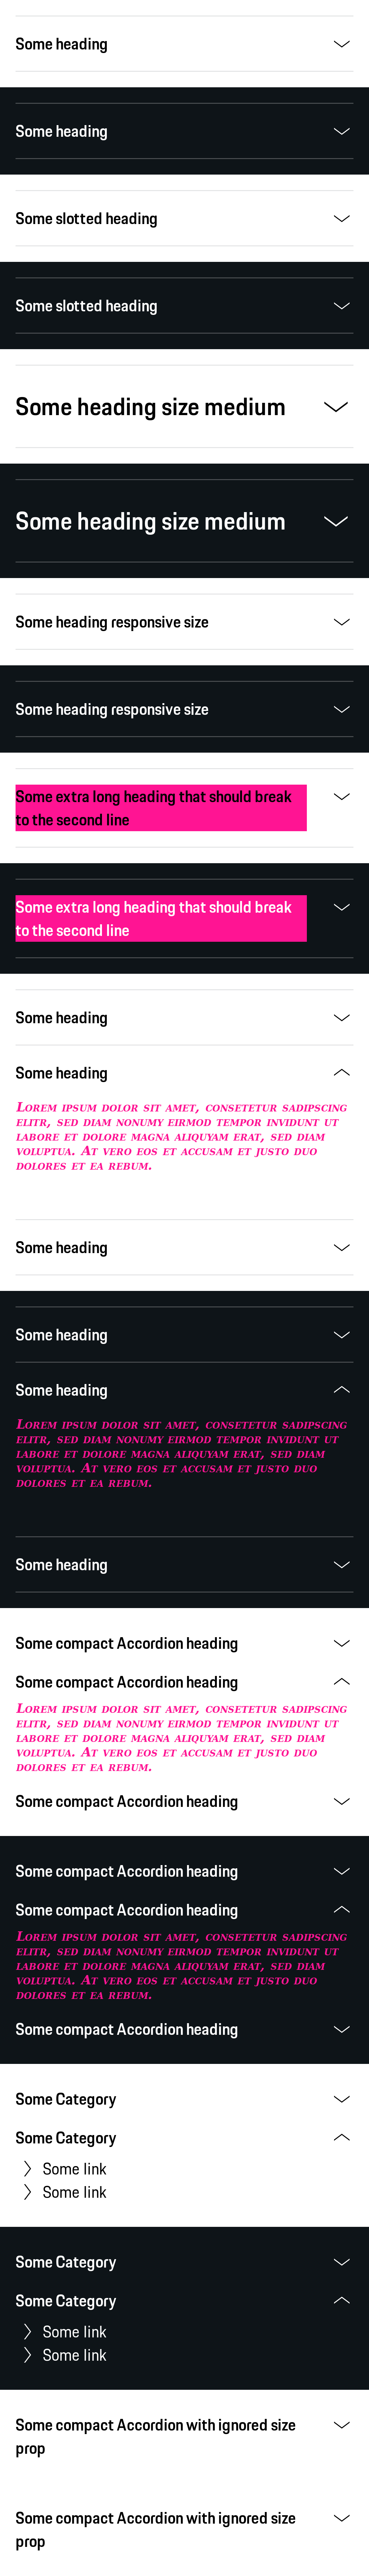 Some heading
Some heading
Some slotted heading
Some slotted heading
Some heading size medium
Some heading size medium
Some heading responsive size
Some heading responsive size
Some extra long heading that should break
to the second line
Some extra long heading that should break
to the second line
Some heading
Some heading
Lorem ipsum dolor sit amet, consetetur sadipscing
elitr, sed diam nonumy eirmod tempor invidunt ut
labore et dolore magna aliquyam erat, sed diam
voluptua. At vero eos et accusam et justo duo
dolores et ea rebum.
Some heading
Some heading
Some heading
Lorem ipsum dolor sit amet, consetetur sadipscing
elitr, sed diam nonumy eirmod tempor invidunt ut
labore et dolore magna aliquyam erat, sed diam
voluptua. At vero eos et accusam et justo duo
dolores et ea rebum.
Some heading
Some compact Accordion heading
Some compact Accordion heading
Lorem ipsum dolor sit amet, consetetur sadipscing
elitr, sed diam nonumy eirmod tempor invidunt ut
labore et dolore magna aliquyam erat, sed diam
voluptua. At vero eos et accusam et justo duo
dolores et ea rebum.
Some compact Accordion heading
Some compact Accordion heading
Some compact Accordion heading
Lorem ipsum dolor sit amet, consetetur sadipscing
elitr, sed diam nonumy eirmod tempor invidunt ut
labore et dolore magna aliquyam erat, sed diam
voluptua. At vero eos et accusam et justo duo
dolores et ea rebum.
Some compact Accordion heading
Some Category
Some Category
Some link
Some link
Some Category
Some Category
Some link
Some link
Some compact Accordion with ignored size
prop
Some compact Accordion with ignored size
prop